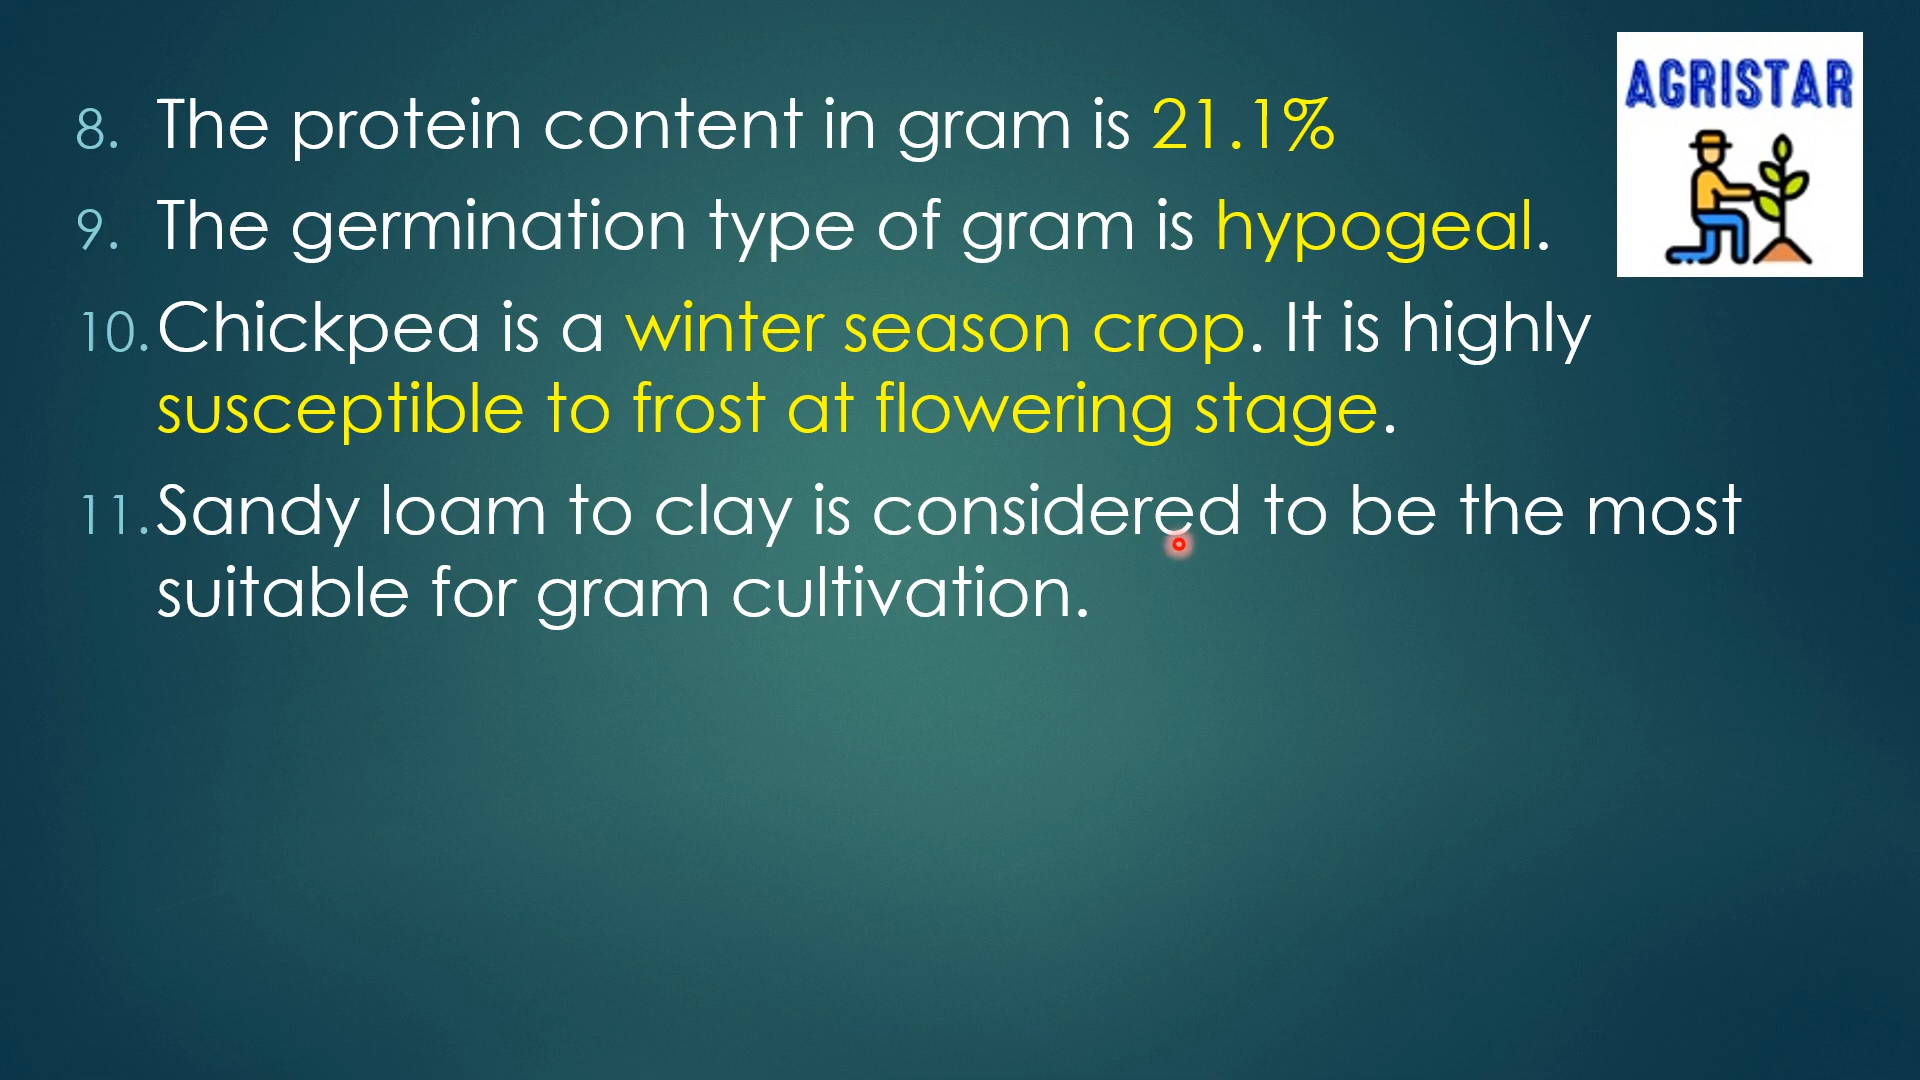 AGRISTAR
8. The protein content in gram is 21.1%
9. The germination type of gram is hypogeal.
10. Chickpea is a winter season crop. It is highly
susceptible to frost at flowering stage.
11. Sandy loam to clay is considered to be the most
suitable for gram cultivation.